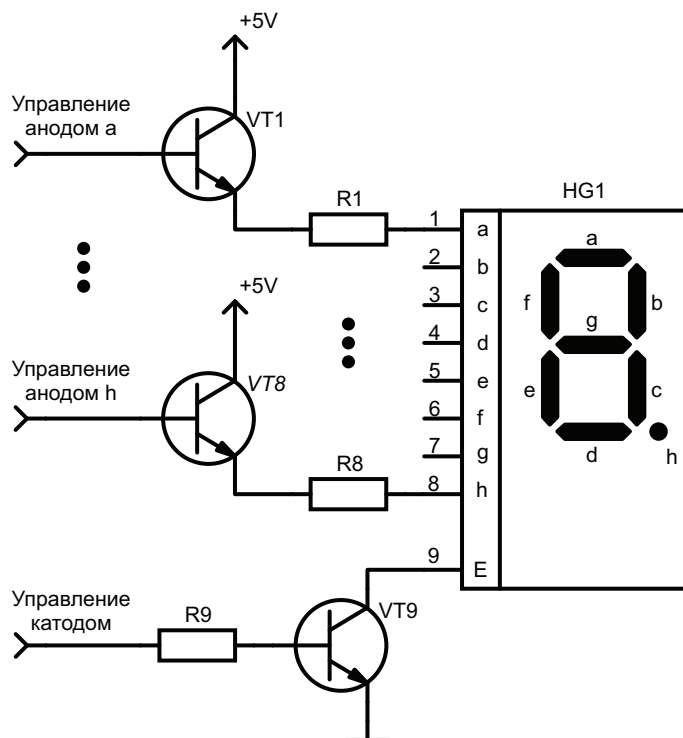 +5V
Управление
анодом a
VT1
R1
HG1
1
a
2
b
3
c
4
d
5
e
6
f
7
g
8
h
9
E
a
f
b
g
e
c
d
h
+5V
Управление
анодом h
VT8
R8
Управление
катодом
R9
VT9